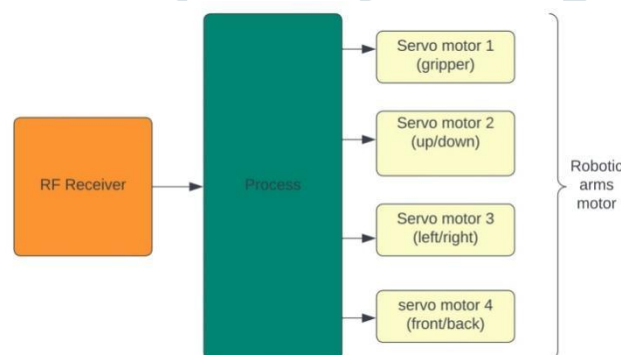 RF Receiver
Process
Servo motor 1
(gripper)
Servo motor 2
(up/down)
Servo motor 3
(left/right)
servo motor 4
(front/back)
Robotic
arms
motor